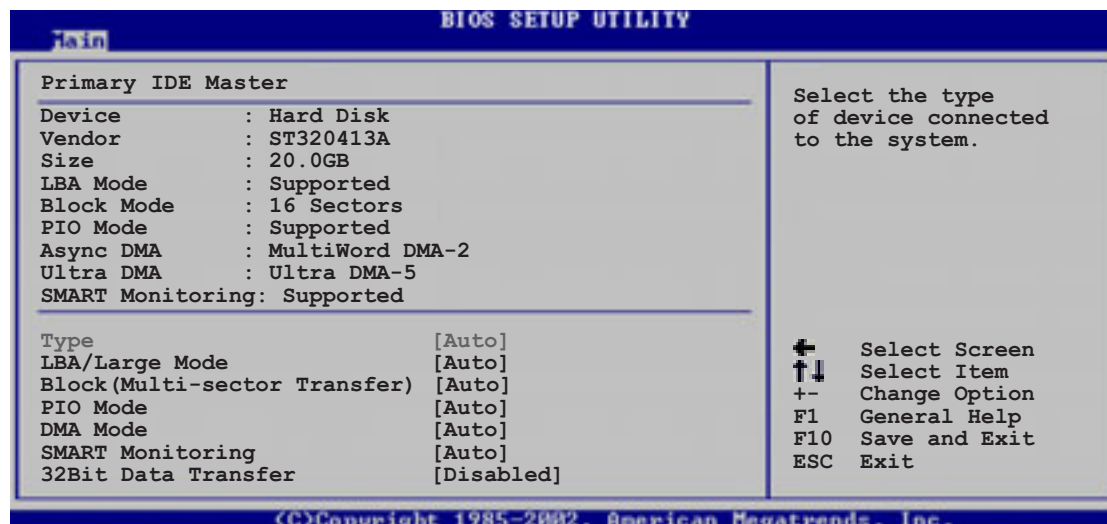 BIOS SETUP UTILITY
Main
Primary IDE Master
Device : Hard Disk
Vendor : ST320413A
Size : 20.0GB
LBA Mode : Supported
Block Mode : 16 Sectors
PIO Mode : Supported
Async DMA : MultiWord DMA-2
Ultra DMA : Ultra DMA-5
SMART Monitoring: Supported
Type [Auto]
LBA/Large Mode [Auto]
Block(Multi-sector Transfer) [Auto]
PIO Mode [Auto]
DMA Mode [Auto]
SMART Monitoring [Auto]
32Bit Data Transfer [Disabled]
Select the type
of device connected
to the system.
← Select Screen
↑↓ Select Item
+- Change Option
F1 General Help
F10 Save and Exit
ESC Exit
(C)Copyright 1985-2002, American Megatrends, Inc.